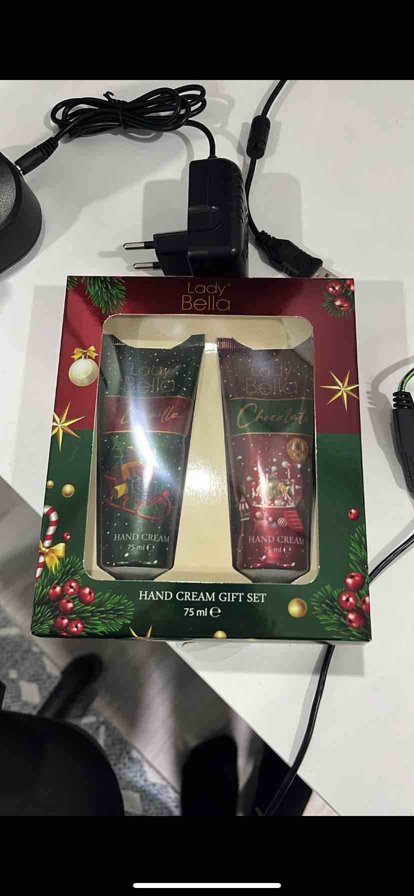 Lady
Bella
Lady
Bella
Vanilla
HAND CREAM
75 ml ℮
Lady
Bella
Chocolate
HAND CREAM
75 ml ℮
HAND CREAM GIFT SET
75 ml ℮